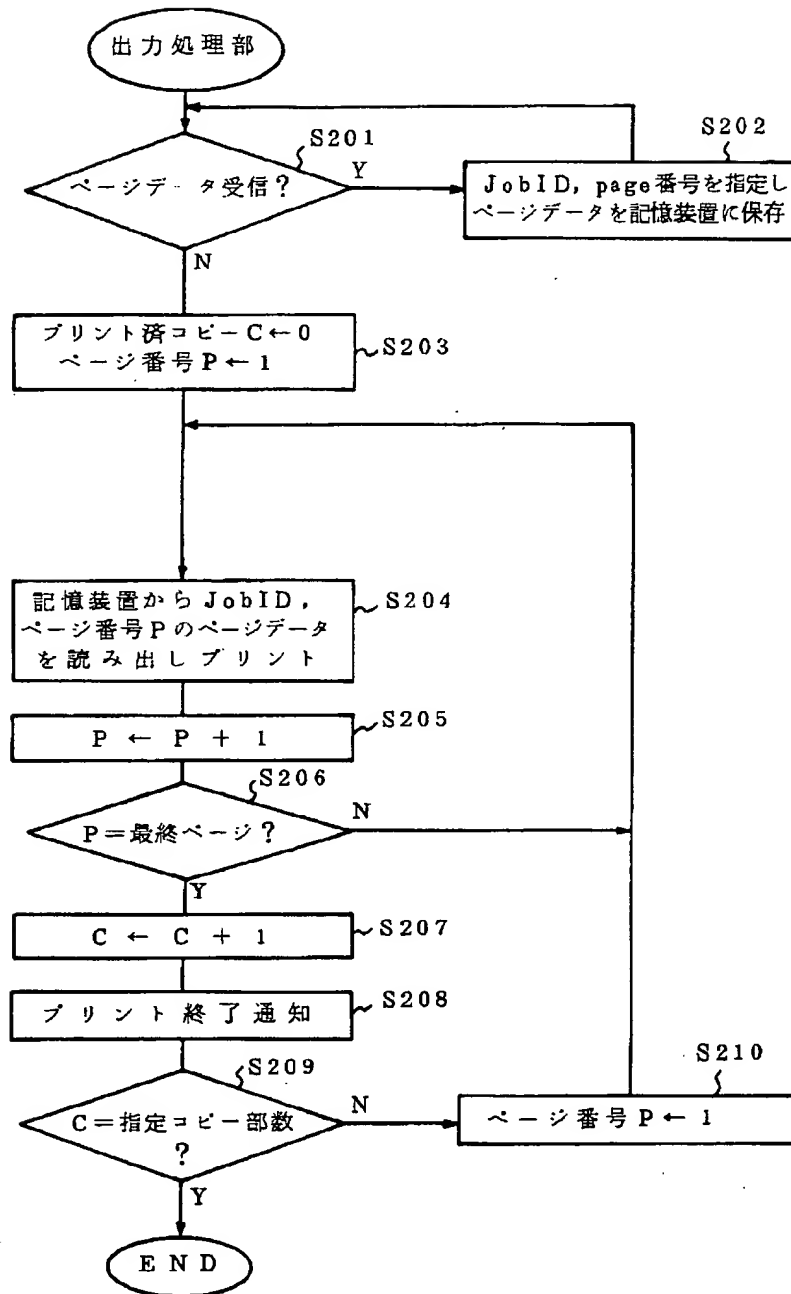 出力処理部
S201
S202
ページデータ受信?
Y
JobID, page番号を指定し
ページデータを記憶装置に保存
N
プリント済コピーC←0
ページ番号P←1
S203
記憶装置からJobID,
ページ番号Pのページデータ
を読み出しプリント
S204
P ← P + 1
S205
S206
P=最終ページ?
N
Y
C ← C + 1
S207
プリント終了通知
S208
S209
S210
C=指定コピー部数
?
N
ページ番号P←1
Y
END